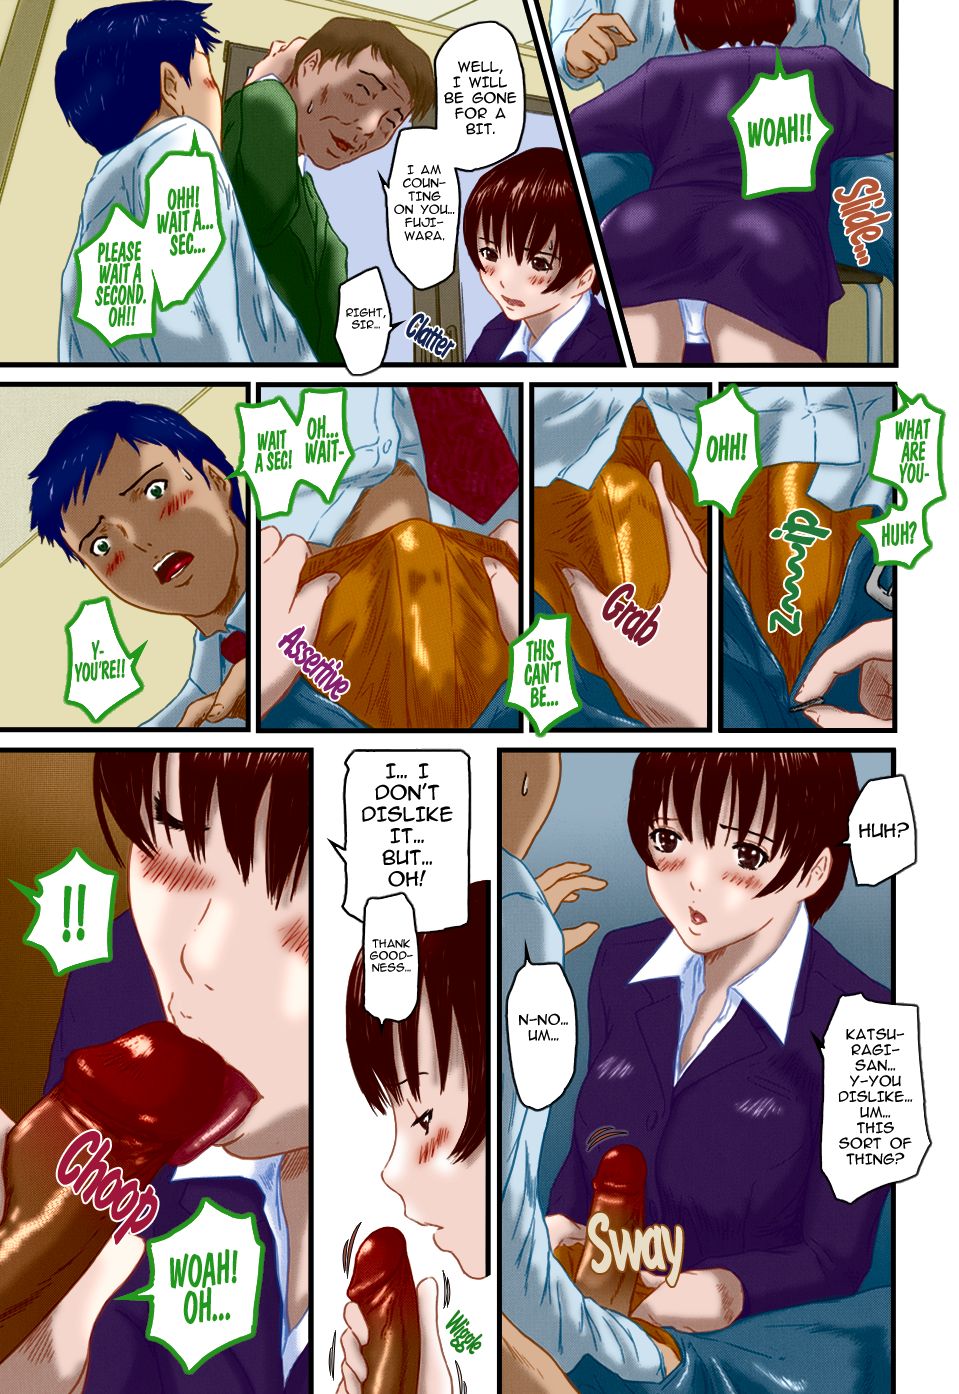 WOAH!!
Slide...
WELL,
I WILL
BE GONE
FOR A
BIT.
I AM
COUN-
TING
ON YOU...
FUJI-
WARA.
RIGHT,
SIR...
Clatter
OHH!
WAIT A...
SEC...
PLEASE
WAIT A
SECOND.
OH!!
WHAT
ARE
YOU-
HUH?
OHH!
Grab
THIS
CAN'T
BE...
OH...
WAIT-
WAIT
A SEC!
Assertive
Y-
YOU'RE!!
HUH?
KATSU-
RAGI-
SAN...
Y-YOU
DISLIKE...
UM...
THIS
SORT OF
THING?
N-NO...
UM...
Sway
I... I
DON'T
DISLIKE
IT...
BUT...
OH!
THANK
GOOD-
NESS...
Wiggle
!!
Choop
WOAH!
OH...